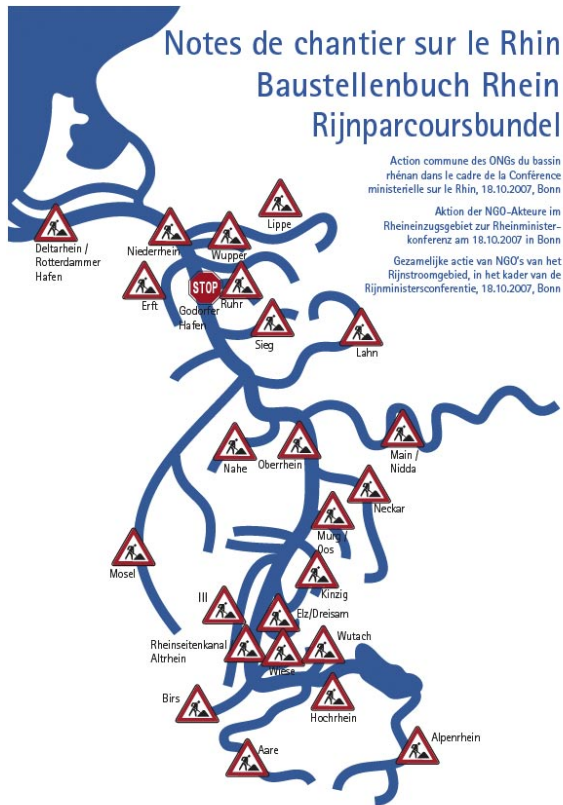 Notes de chantier sur le Rhin
Baustellenbuch Rhein
Rijnparcoursbundel
Action commune des ONGs du bassin
rhénan dans le cadre de la Conférence
ministerielle sur le Rhin, 18.10.2007, Bonn
Aktion der NGO-Akteure im
Rheineinzugsgebiet zur Rheinminister-
konferenz am 18.10.2007 in Bonn
Gezamelijke actie van NGO's van het
Rijnstroomgebied, in het kader van de
Rijnministersconferentie, 18.10.2007, Bonn
Lippe
Deltarhein /
Rotterdammer
Hafen
Niederrhein
Wupper
Erft
STOP
Godorfer
Hafen
Ruhr
Sieg
Lahn
Nahe
Oberrhein
Main /
Nidda
Neckar
Murg /
Oos
Mosel
Kinzig
Ill
Elz/Dreisam
Rheinseitenkanal
Altrhein
Wiese
Wutach
Birs
Hochrhein
Aare
Alpenrhein